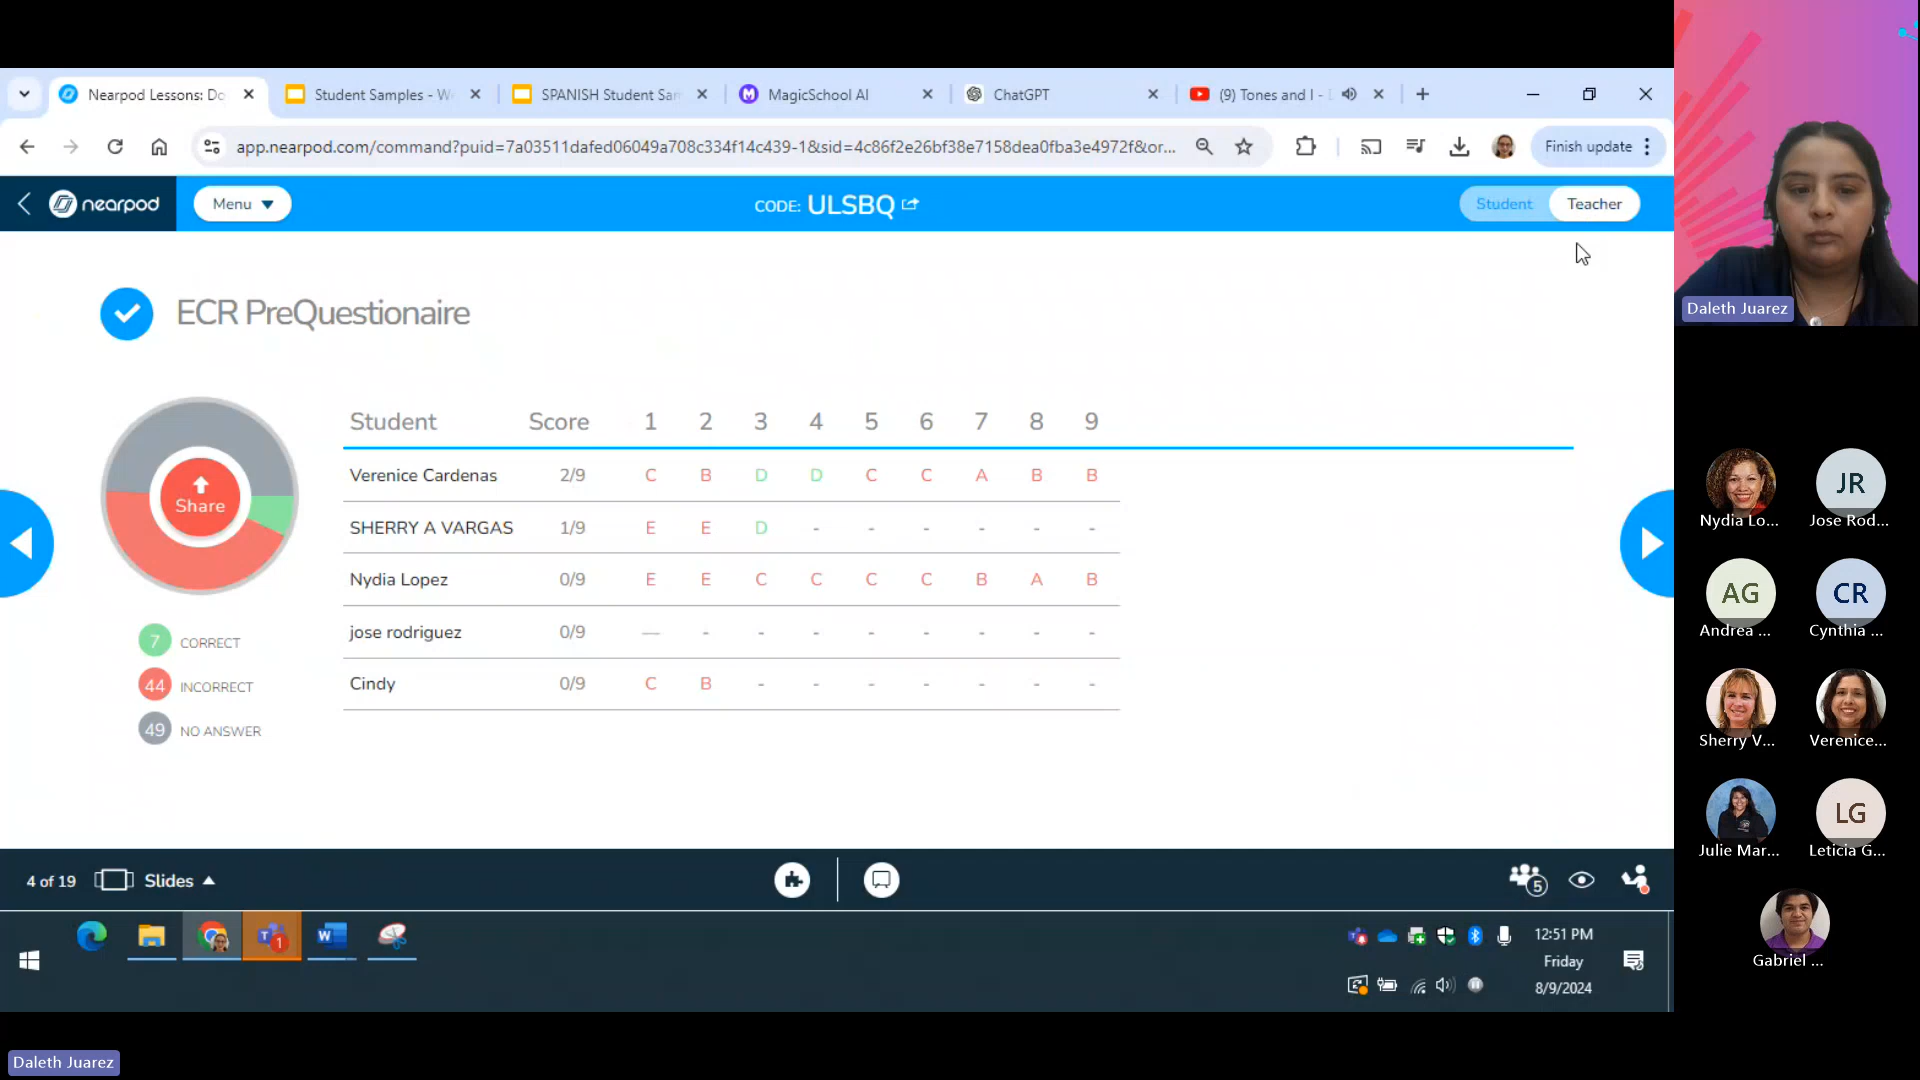 Nearpod Lessons: Do
Student Samples - W
SPANISH Student Sam
MagicSchool AI
ChatGPT
(9) Tones and I -
app.nearpod.com/command?puid=7a03511dafed06049a708c334f14c439-1&sid=4c86f2e26bf38e7158dea0fba3e4972f&or...
Finish update
nearpod
Menu
CODE: ULSBQ
Student
Teacher
ECR PreQuestionaire
Student Score 1 2 3 4 5 6 7 8 9
Verenice Cardenas 2/9 C B D D C C A B B
SHERRY A VARGAS 1/9 E E D - - - - - -
Nydia Lopez 0/9 E E C C C C B A B
jose rodriguez 0/9 — - - - - - - - -
Cindy 0/9 C B - - - - - - -
Share
7 CORRECT
44 INCORRECT
49 NO ANSWER
4 of 19
Slides
5
1
12:51 PM
Friday
8/9/2024
Daleth Juarez
Nydia Lo...
JR
Jose Rod...
AG
Andrea ...
CR
Cynthia ...
Sherry V...
Verenice...
Julie Mar...
LG
Leticia G...
Gabriel ...
Daleth Juarez